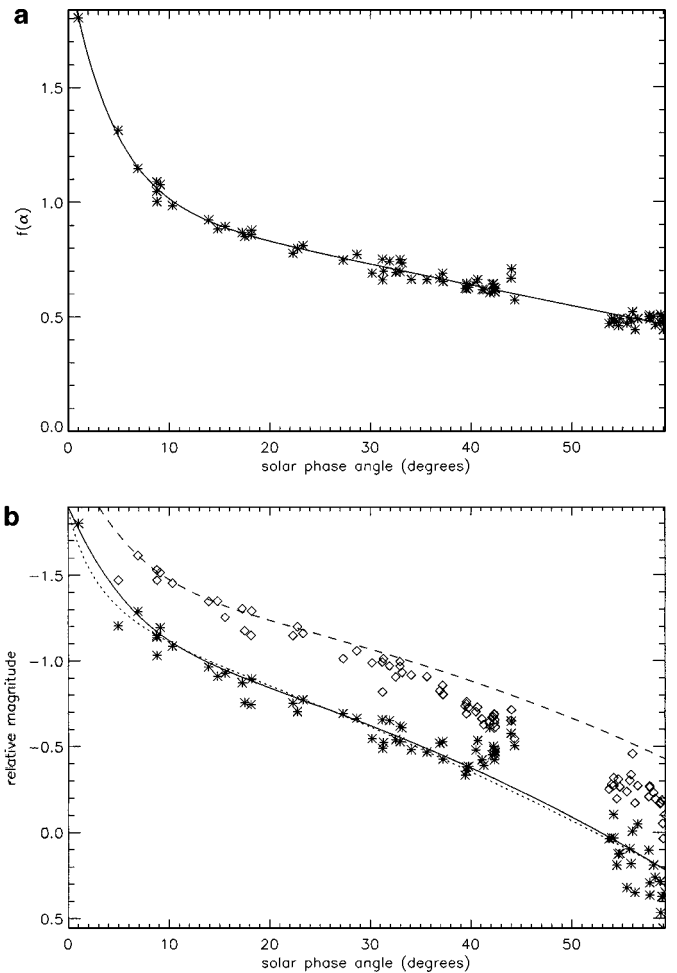 a
1.5
1.0
0.5
0.0
f(α)
0 10 20 30 40 50
solar phase angle (degrees)
b
−1.5
−1.0
−0.5
0.0
0.5
relative magnitude
0 10 20 30 40 50
solar phase angle (degrees)